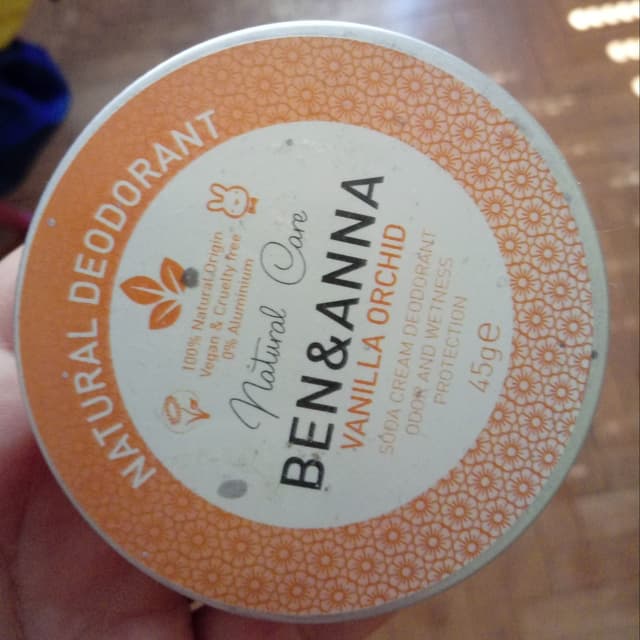 NATURAL DEODORANT
100% Natural Origin
Vegan & Cruelty free
0% Aluminium
Natural Care
BEN&ANNA
VANILLA ORCHID
SODA CREAM DEODORANT
ODOR AND WETNESS
PROTECTION
45g e